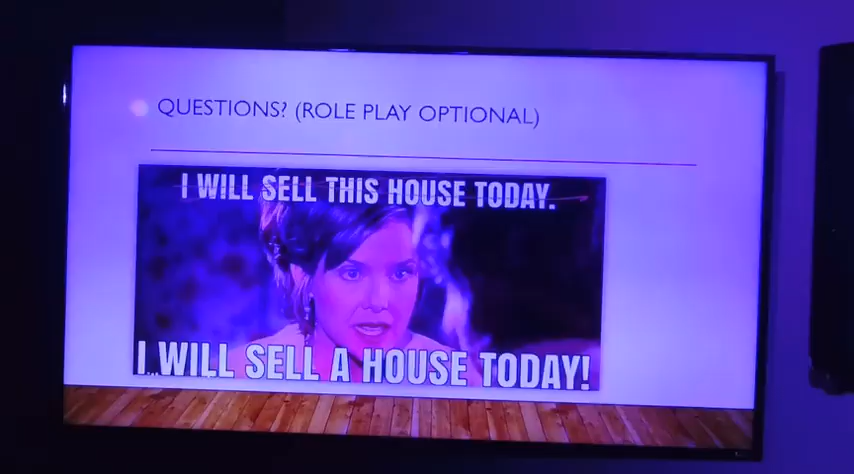 QUESTIONS? (ROLE PLAY OPTIONAL)
I WILL SELL THIS HOUSE TODAY.
I WILL SELL A HOUSE TODAY!